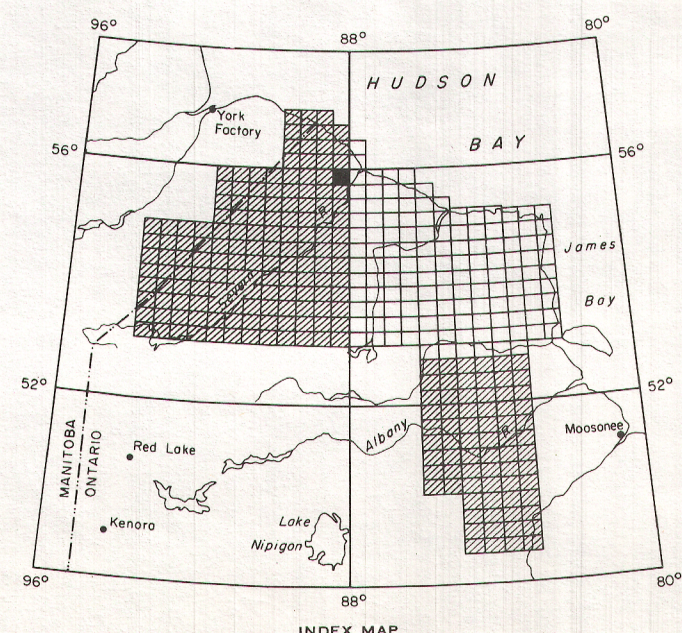 96°
88°
80°
HUDSON
York
Factory
BAY
56°
56°
R.
James
Severn
Bay
52°
52°
MANITOBA
ONTARIO
Albany
R.
Moosonee
Red Lake
Kenora
Lake
Nipigon
96°
88°
80°
INDEX MAP